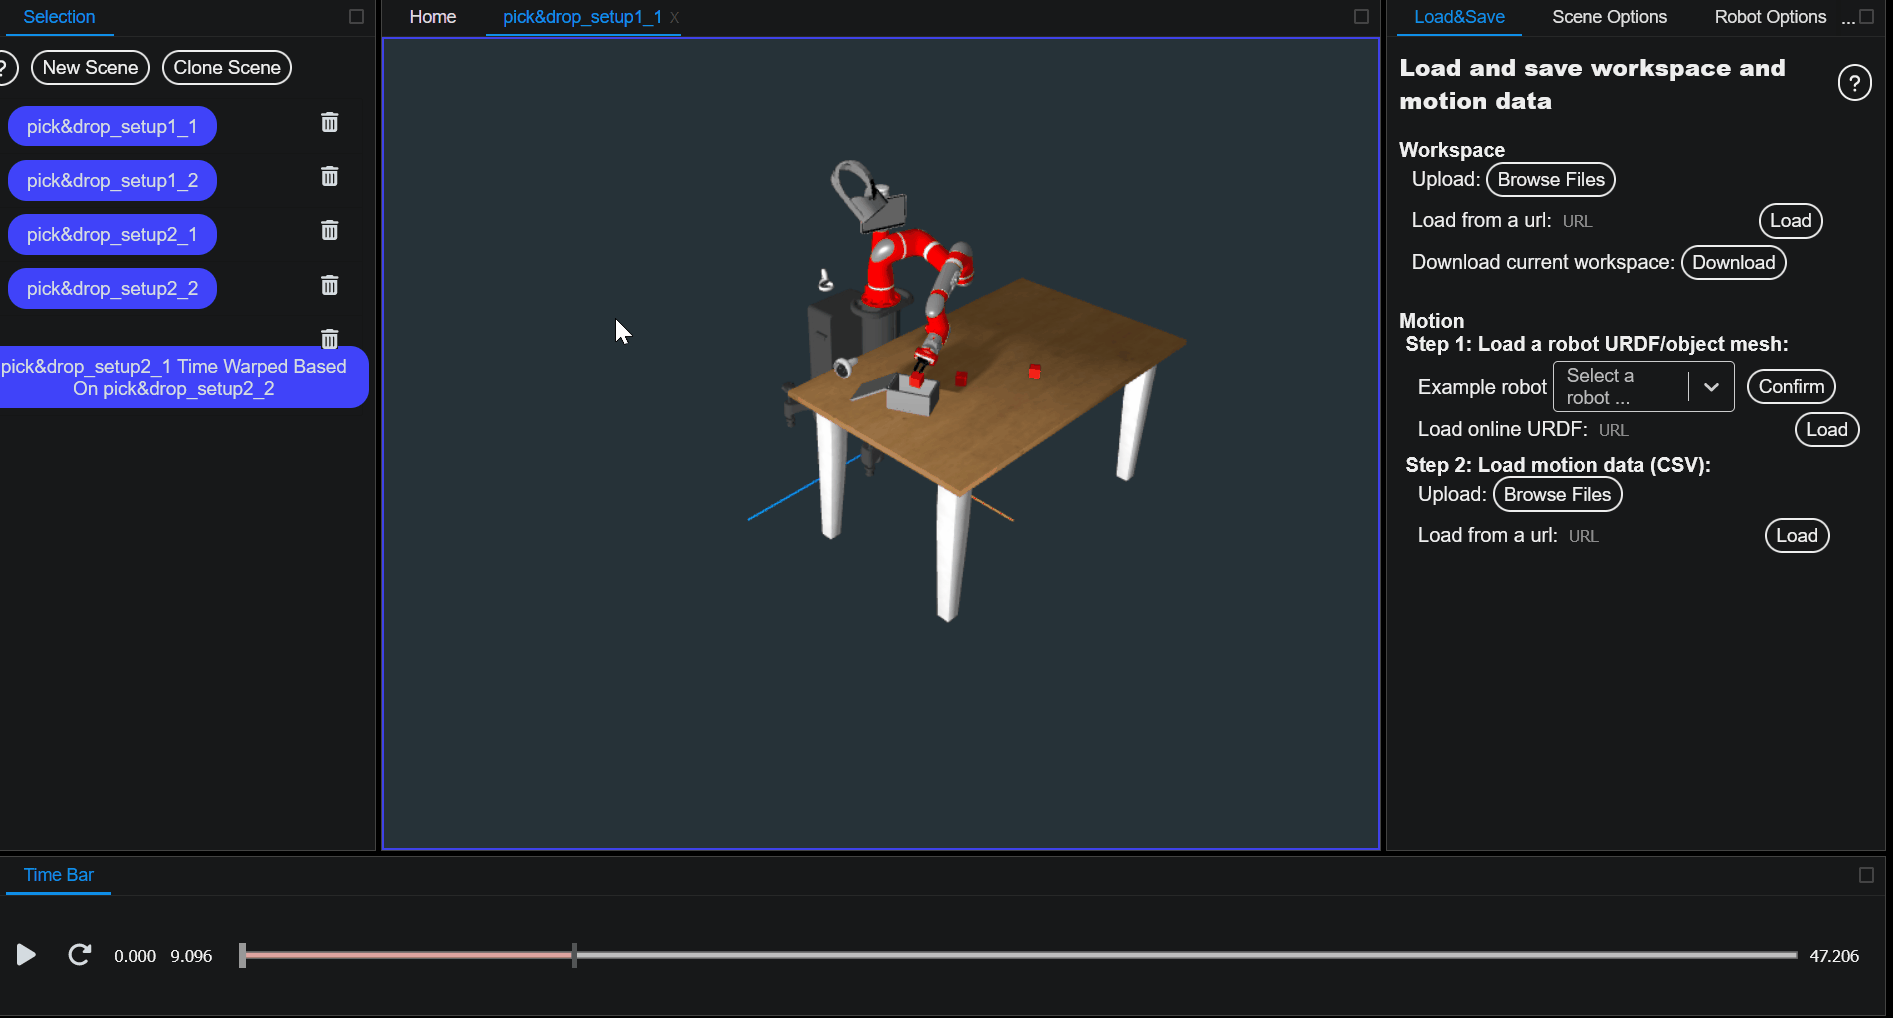 Selection
?
New Scene
Clone Scene
pick&drop_setup1_1
pick&drop_setup1_2
pick&drop_setup2_1
pick&drop_setup2_2
pick&drop_setup2_1 Time Warped Based
On pick&drop_setup2_2
Home
pick&drop_setup1_1 X
Load&Save
Scene Options
Robot Options
...
Load and save workspace and
motion data
?
Workspace
Upload: Browse Files
Load from a url: URL Load
Download current workspace: Download
Motion
Step 1: Load a robot URDF/object mesh:
Example robot
Select a
robot ...
Confirm
Load online URDF: URL Load
Step 2: Load motion data (CSV):
Upload: Browse Files
Load from a url: URL Load
Time Bar
0.000 9.096 47.206